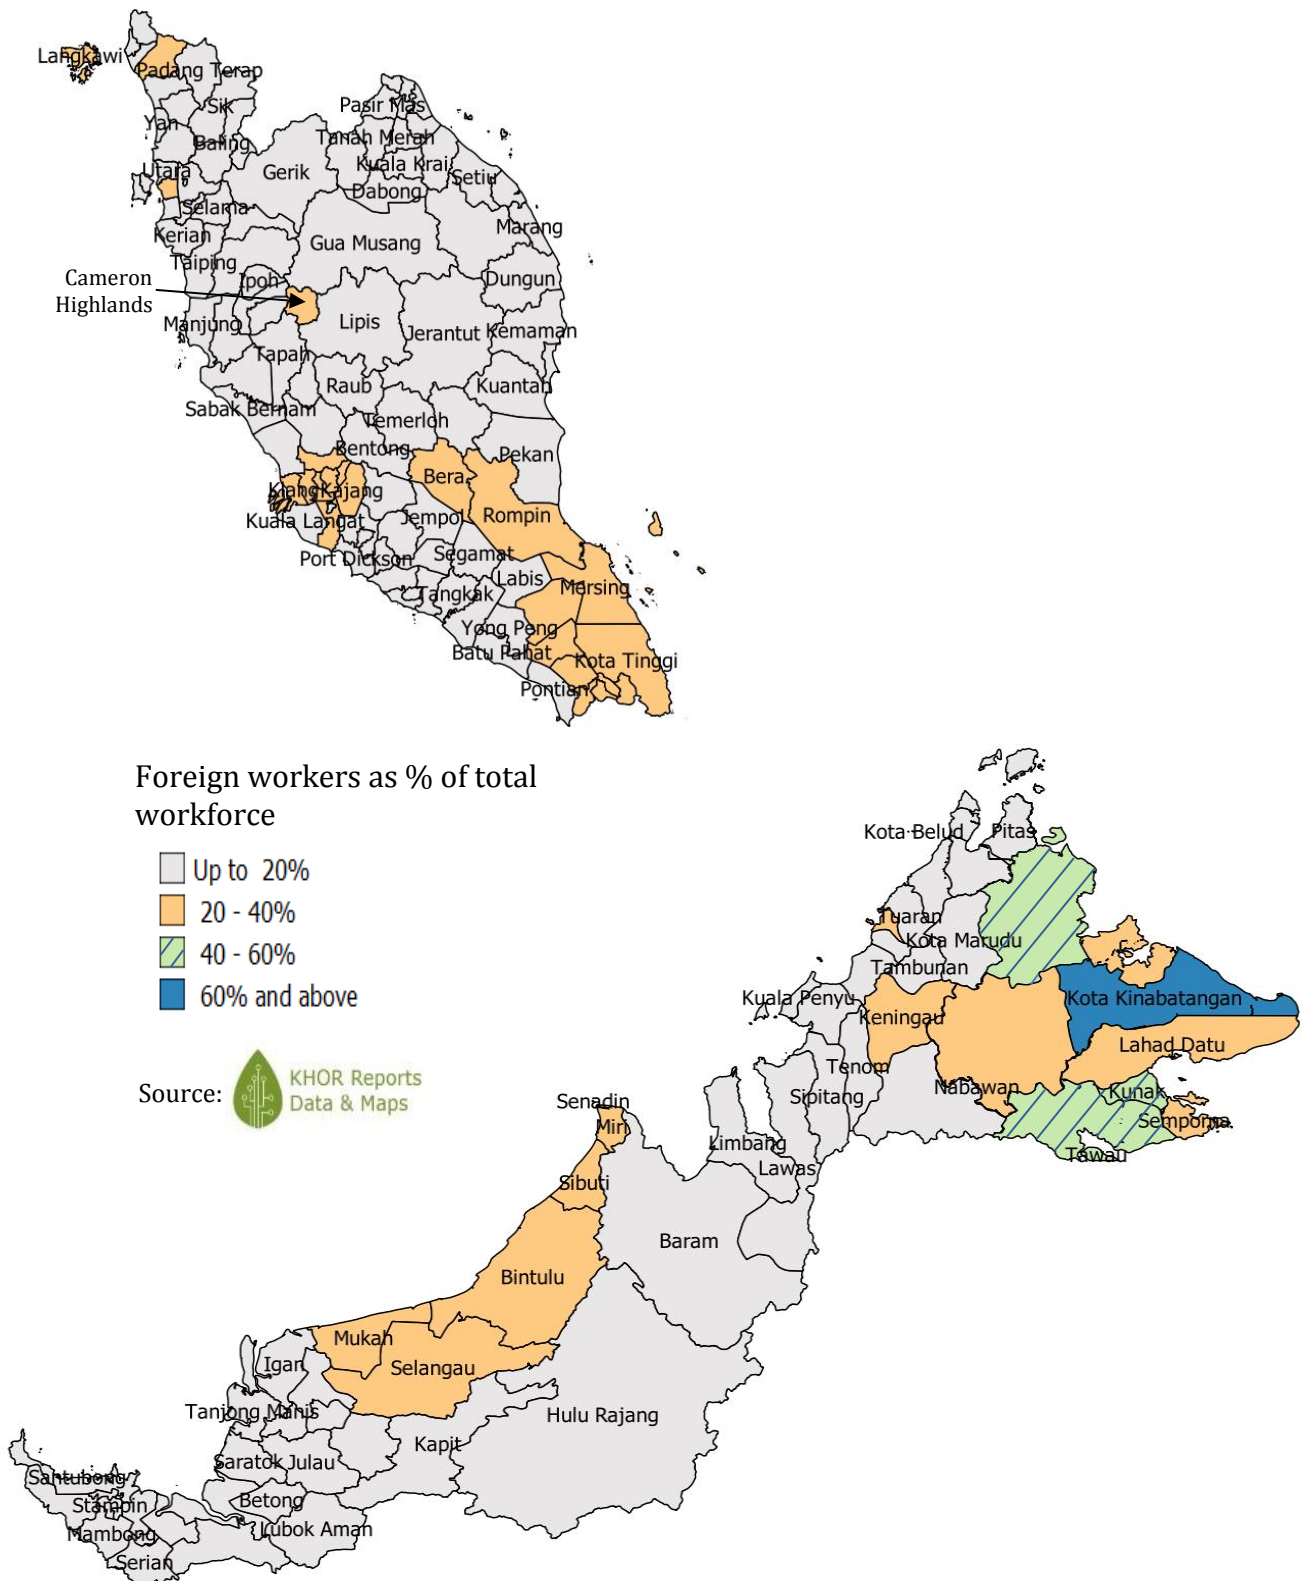 Langkawi
Padang Terap
Pasir Mas
Sik
Yan
Tanah Merah
Baling
Kuala Krai
Utara
Gerik
Setiu
Dabong
Selama
Marang
Kerian
Gua Musang
Taiping
Cameron
Highlands
Ipoh
Dungun
Manjung
Lipis
Jerantut
Kemaman
Tapah
Raub
Kuantan
Sabak Bernam
Temerloh
Bentong
Pekan
Bera
Klang
Kajang
Kuala Langat
Jempol
Rompin
Port Dickson
Segamat
Labis
Mersing
Tangkak
Yong Peng
Batu Pahat
Kota Tinggi
Pontian
Foreign workers as % of total
workforce
Up to 20%
20 - 40%
40 - 60%
60% and above
Source:
KHOR Reports
Data & Maps
Kota Belud
Pitas
Tuaran
Kota Marudu
Tambunan
Kuala Penyu
Kota Kinabatangan
Keningau
Lahad Datu
Tenom
Nabawan
Kunak
Sipitang
Senadin
Miri
Semporna
Limbang
Tawau
Lawas
Sibuti
Baram
Bintulu
Mukah
Igan
Selangau
Tanjong Manis
Hulu Rajang
Kapit
Saratok
Julau
Santubong
Betong
Stampin
Lubok Aman
Mambong
Serian